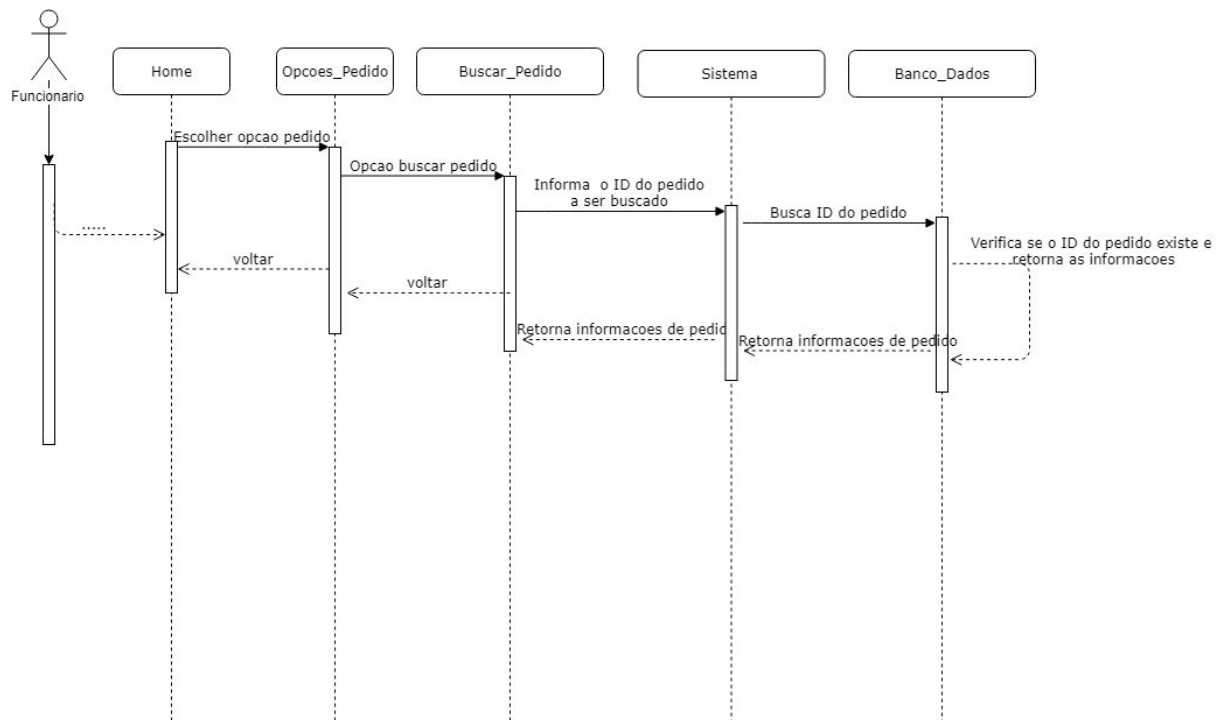 Home
Opcoes_Pedido
Buscar_Pedido
Sistema
Banco_Dados
Funcionario
Escolher opcao pedido
Opcao buscar pedido
Informa o ID do pedido
a ser buscado
Busca ID do pedido
.....
Verifica se o ID do pedido existe e
retorna as informacoes
voltar
voltar
Retorna informacoes de pedid
Retorna informacoes de pedido